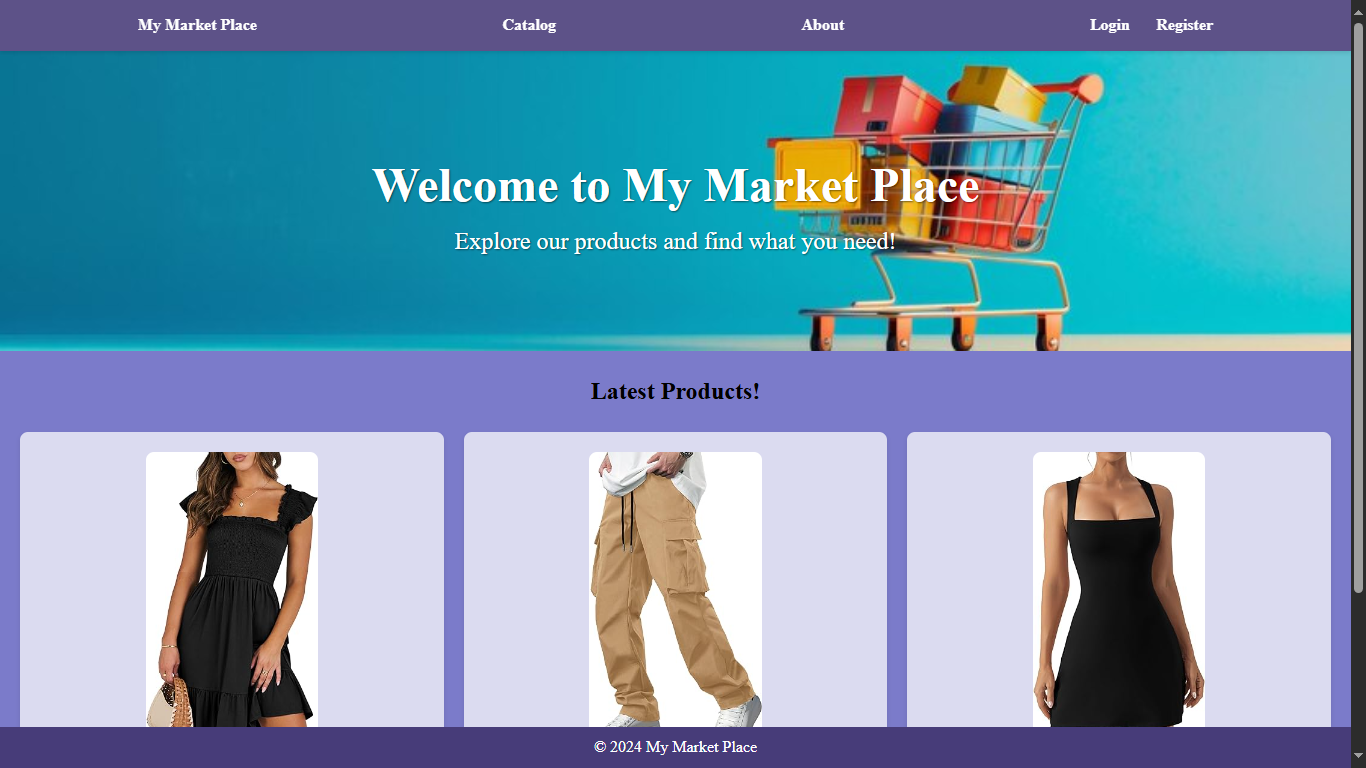 My Market Place Catalog About Login Register
Welcome to My Market Place
Explore our products and find what you need!
Latest Products!
© 2024 My Market Place